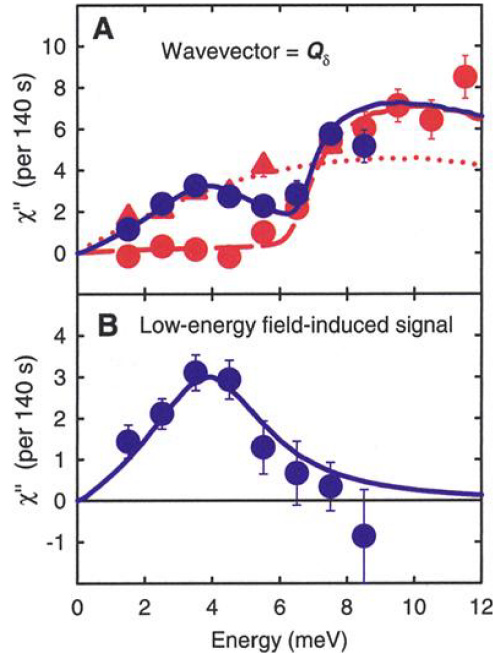 A
Wavevector = Qδ
χ'' (per 140 s)
10
8
6
4
2
0
B
Low-energy field-induced signal
χ'' (per 140 s)
4
3
2
1
0
-1
0 2 4 6 8 10 12
Energy (meV)